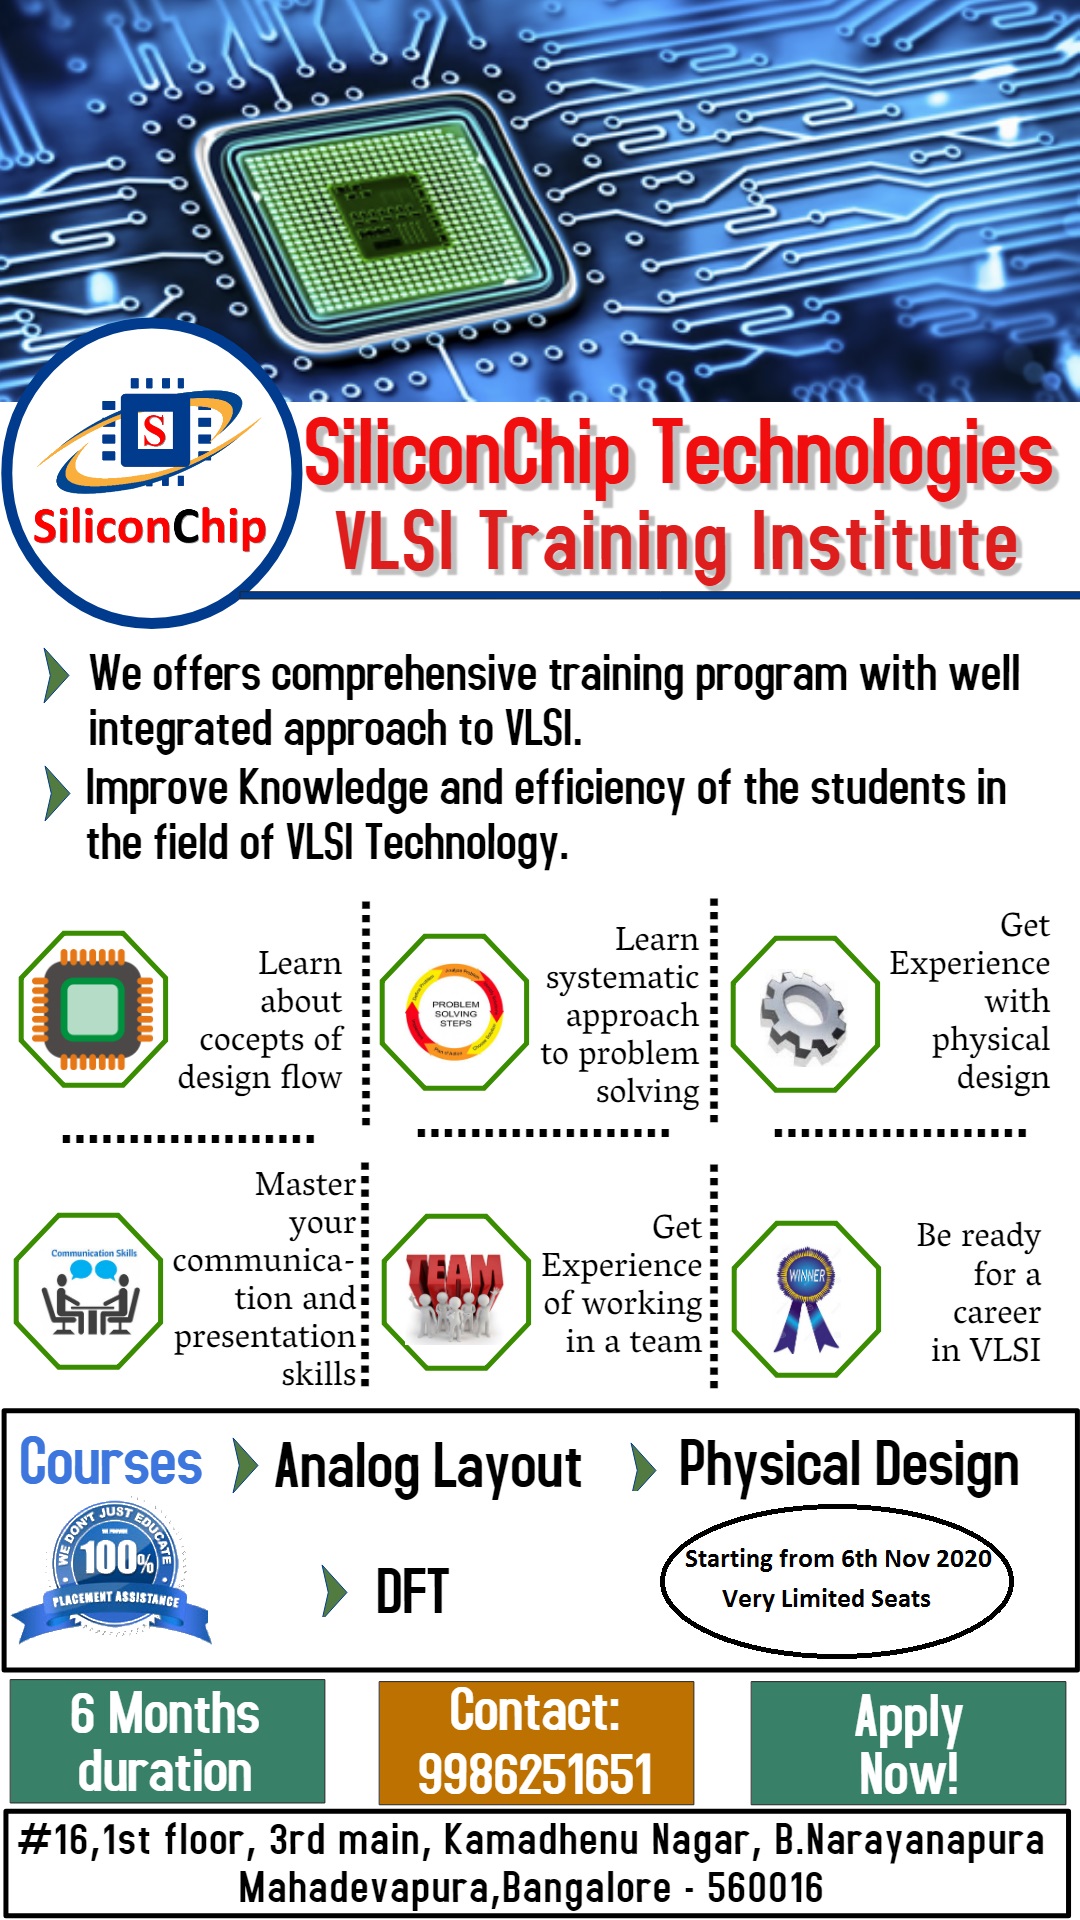 S
SiliconChip
SiliconChip Technologies
VLSI Training Institute
We offers comprehensive training program with well
integrated approach to VLSI.
Improve Knowledge and efficiency of the students in
the field of VLSI Technology.
Learn
about
cocepts of
design flow
PROBLEM
SOLVING
STEPS
Learn
systematic
approach
to problem
solving
Get
Experience
with
physical
design
Communication Skills
Master
your
communica-
tion and
presentation
skills
TEAM
Get
Experience
of working
in a team
WINNER
Be ready
for a
career
in VLSI
Courses
Analog Layout
Physical Design
WE DON'T JUST EDUCATE
WE PROVIDE
100%
PLACEMENT ASSISTANCE
DFT
Starting from 6th Nov 2020
Very Limited Seats
6 Months
duration
Contact:
9986251651
Apply
Now!
#16,1st floor, 3rd main, Kamadhenu Nagar, B.Narayanapura
Mahadevapura,Bangalore - 560016